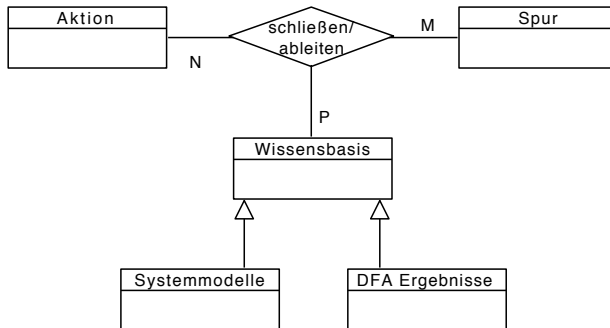 Aktion
schließen/
ableiten
Spur
N
M
P
Wissensbasis
Systemmodelle
DFA Ergebnisse